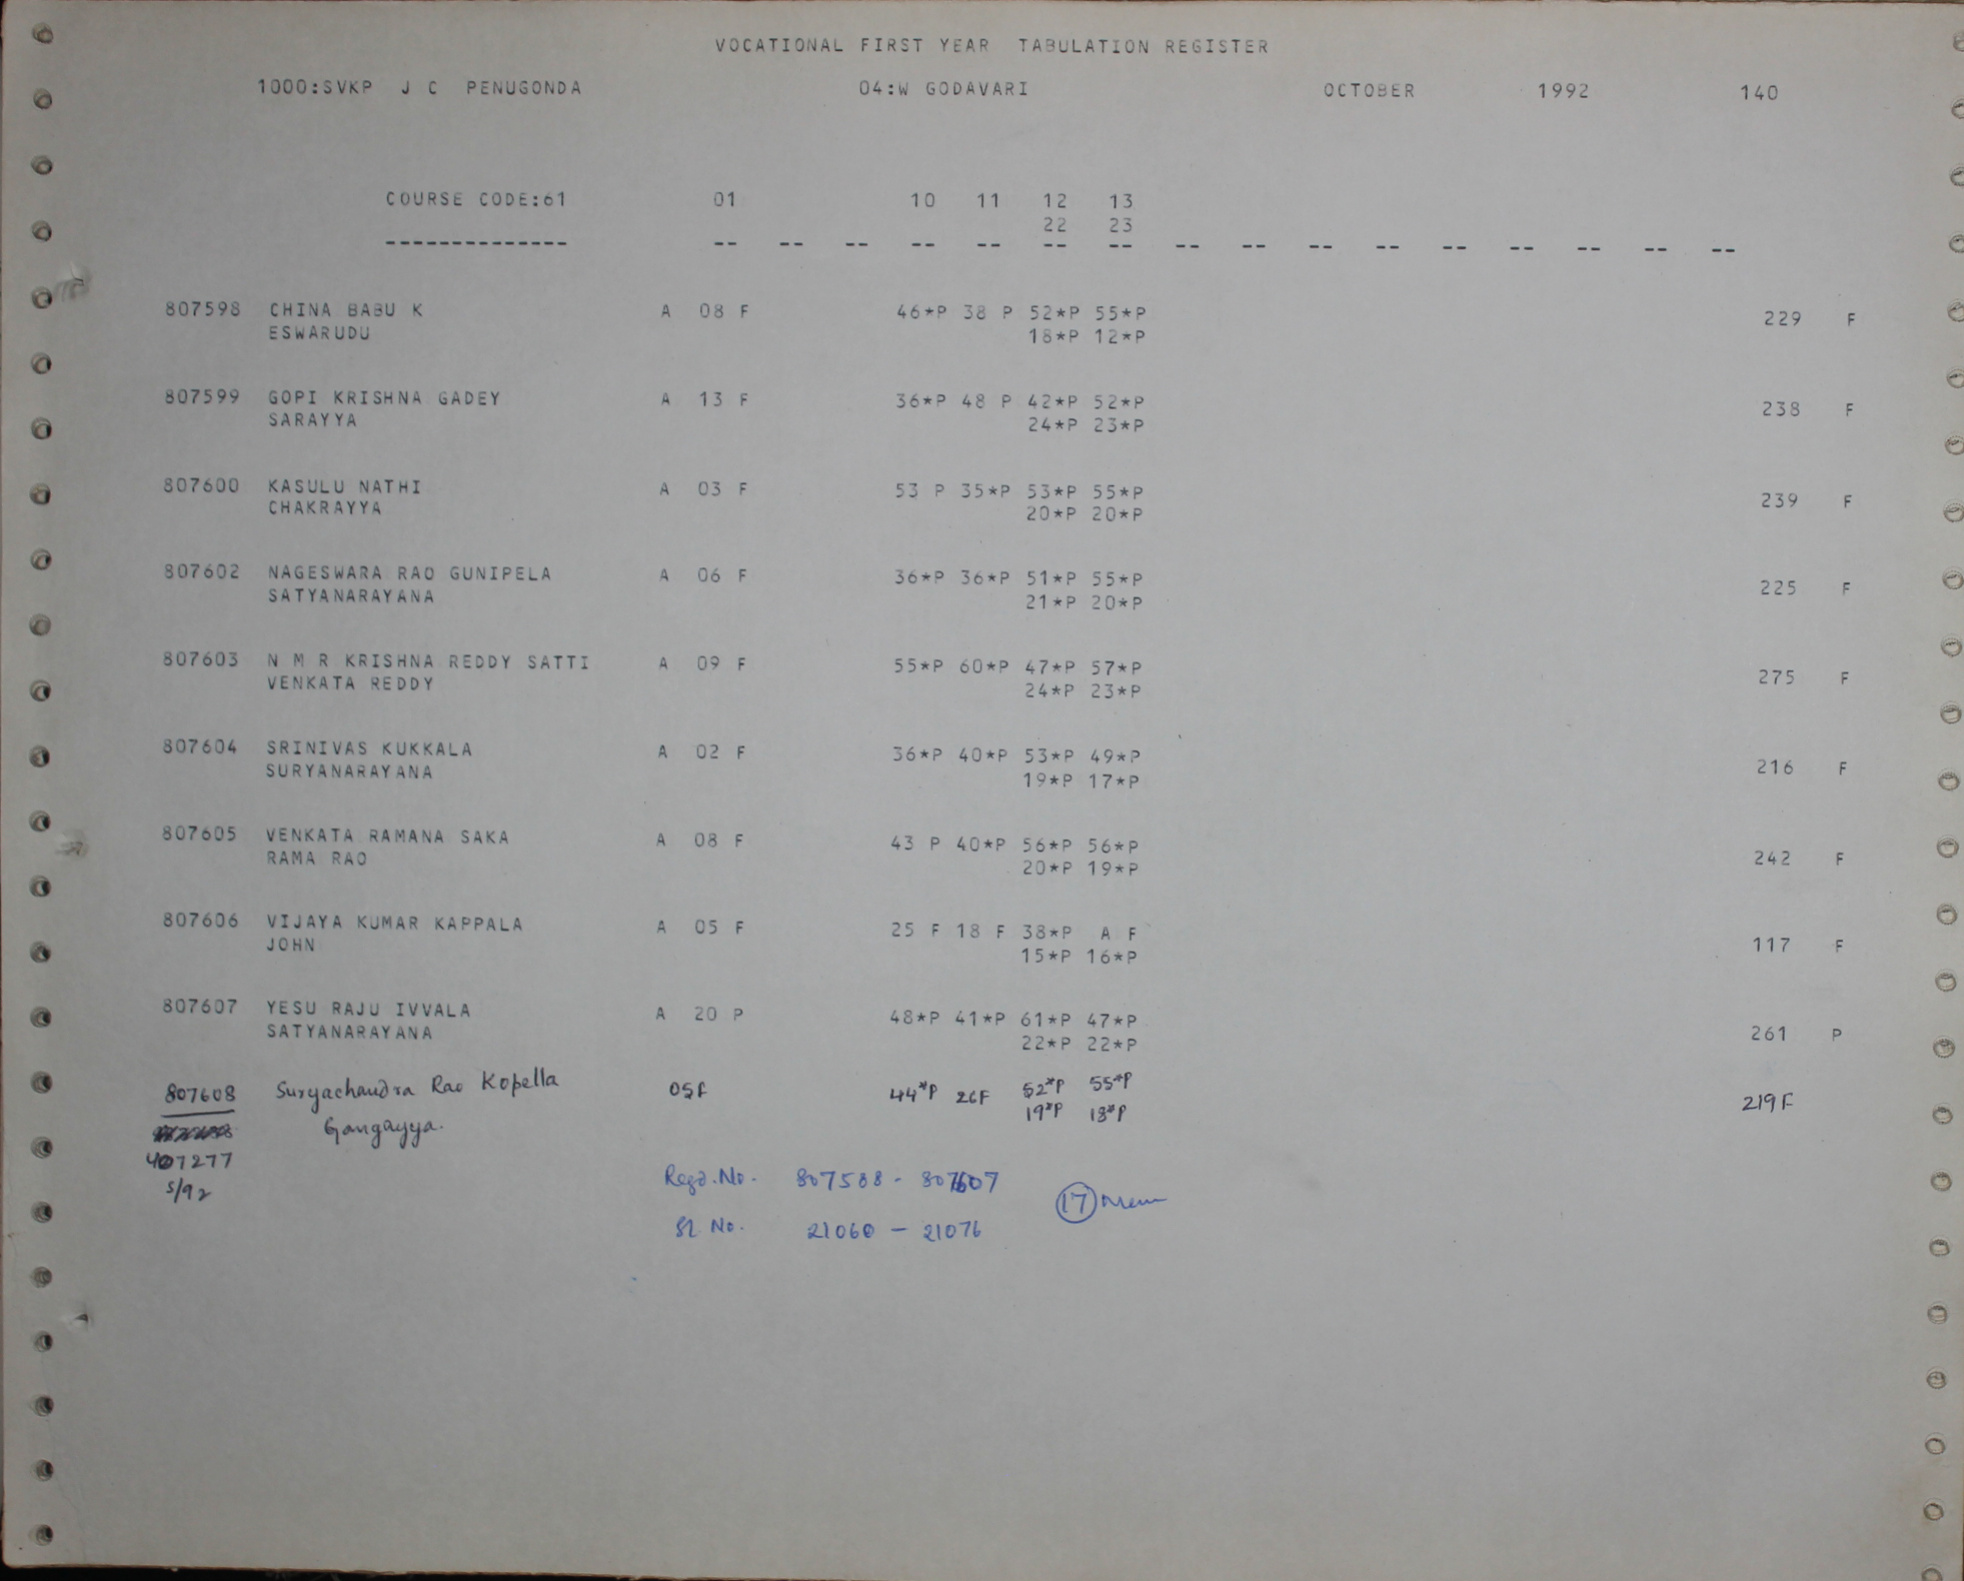 VOCATIONAL FIRST YEAR TABULATION REGISTER
1000:SVKP J C PENUGONDA 04:W GODAVARI OCTOBER 1992 140
COURSE CODE:61 01 10 11 12 13
22 23
-------------- -- -- -- -- -- -- -- -- -- -- -- -- -- -- -- --
807598 CHINA BABU K A 08 F 46*P 38 P 52*P 55*P 229 F
ESWARUDU 18*P 12*P
807599 GOPI KRISHNA GADEY A 13 F 36*P 48 P 42*P 52*P 238 F
SARAYYA 24*P 23*P
807600 KASULU NATHI A 03 F 53 P 35*P 53*P 55*P 239 F
CHAKRAYYA 20*P 20*P
807602 NAGESWARA RAO GUNIPELA A 06 F 36*P 36*P 51*P 55*P 225 F
SATYANARAYANA 21*P 20*P
807603 N M R KRISHNA REDDY SATTI A 09 F 55*P 60*P 47*P 57*P 275 F
VENKATA REDDY 24*P 23*P
807604 SRINIVAS KUKKALA A 02 F 36*P 40*P 53*P 49*P 216 F
SURYANARAYANA 19*P 17*P
807605 VENKATA RAMANA SAKA A 08 F 43 P 40*P 56*P 56*P 242 F
RAMA RAO 20*P 19*P
807606 VIJAYA KUMAR KAPPALA A 05 F 25 F 18 F 38*P A F 117 F
JOHN 15*P 16*P
807607 YESU RAJU IVVALA A 20 P 48*P 41*P 61*P 47*P 261 P
SATYANARAYANA 22*P 22*P
807608 Suryachandra Rao Kopella 05F 44*P 26F 52*P 55*P 219F
Gangayya. 19*P 18*P
407277
5/92
Regd.No. 807588 - 807607 17
Sl. No. 21060 - 21076